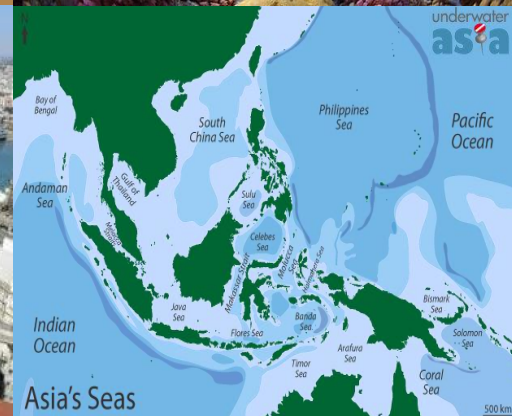 N
underwater
asia
Bay of
Bengal
South
China Sea
Philippines
Sea
Pacific
Ocean
Gulf of
Thailand
Andaman
Sea
Sulu
Sea
Celebes
Sea
Makassar Strait
Molucca
Sea
Halmahera Sea
Java
Sea
Flores Sea
Banda
Sea
Bismark
Sea
Solomon
Sea
Indian
Ocean
Timor
Sea
Arafura
Sea
Coral
Sea
Asia's Seas
500 km